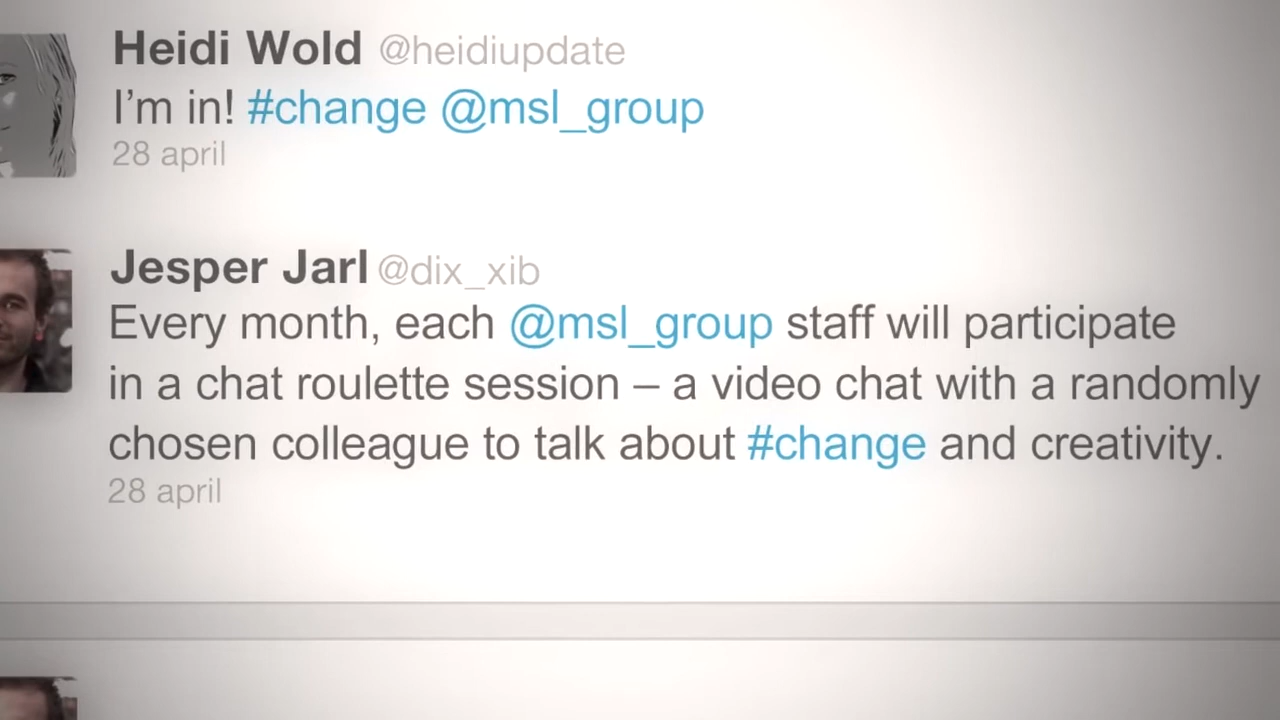 Heidi Wold @heidiupdate
I'm in! #change @msl_group
28 april
Jesper Jarl @dix_xib
Every month, each @msl_group staff will participate
in a chat roulette session – a video chat with a randomly
chosen colleague to talk about #change and creativity.
28 april